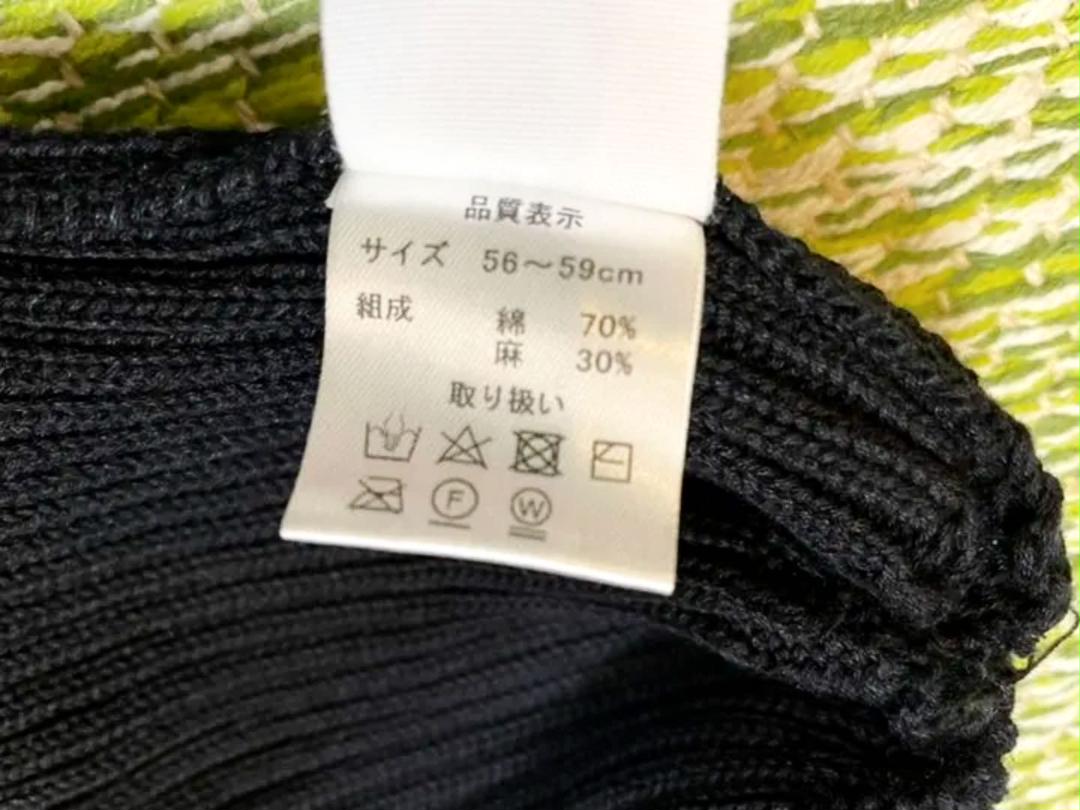 品質表示
サイズ 56～59cm
組成 綿 70%
麻 30%
取り扱い
F W